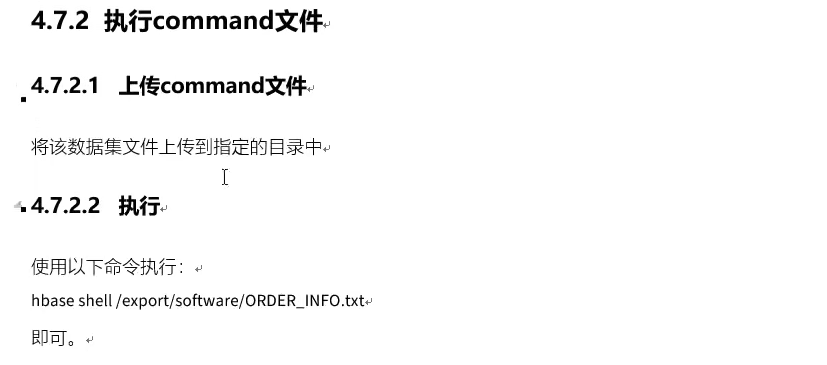 4.7.2 执行command文件
4.7.2.1 上传command文件
将该数据集文件上传到指定的目录中
4.7.2.2 执行
使用以下命令执行：
hbase shell /export/software/ORDER_INFO.txt
即可。